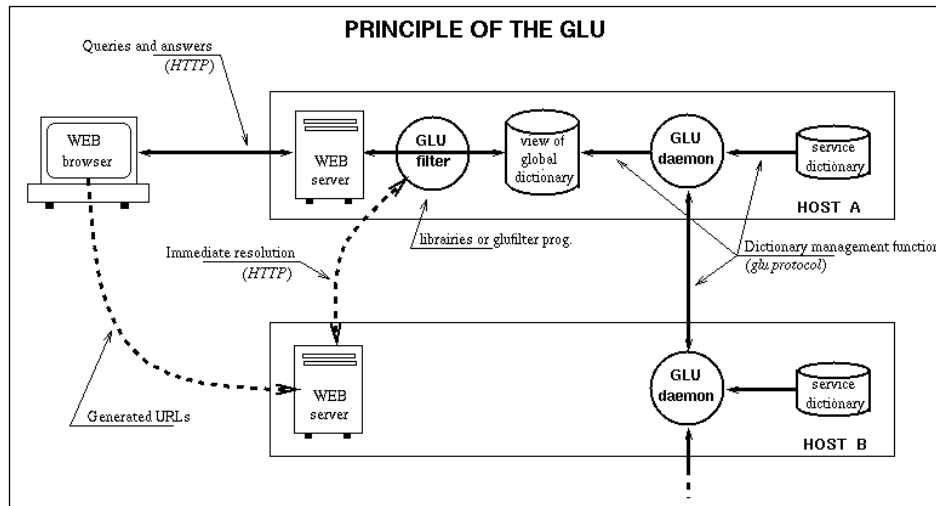 PRINCIPLE OF THE GLU
Queries and answers
(HTTP)
WEB
browser
WEB
server
GLU
filter
view of
global
dictionary
GLU
daemon
service
dictionary
HOST A
librairies or glufilter prog.
Immediate resolution
(HTTP)
Dictionary management function
(glu protocol)
WEB
server
GLU
daemon
service
dictionary
Generated URLs
HOST B